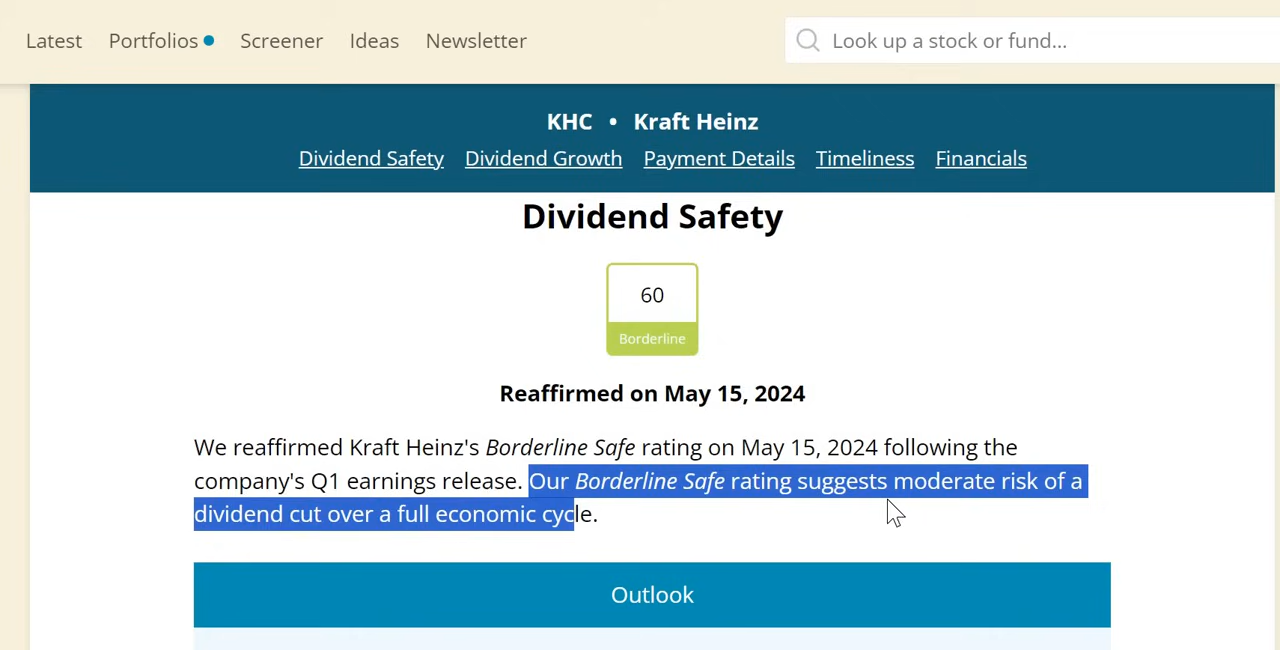 Latest Portfolios Screener Ideas Newsletter Look up a stock or fund...
KHC • Kraft Heinz
Dividend Safety Dividend Growth Payment Details Timeliness Financials
Dividend Safety
60
Borderline
Reaffirmed on May 15, 2024
We reaffirmed Kraft Heinz's Borderline Safe rating on May 15, 2024 following the
company's Q1 earnings release. Our Borderline Safe rating suggests moderate risk of a
dividend cut over a full economic cycle.
Outlook